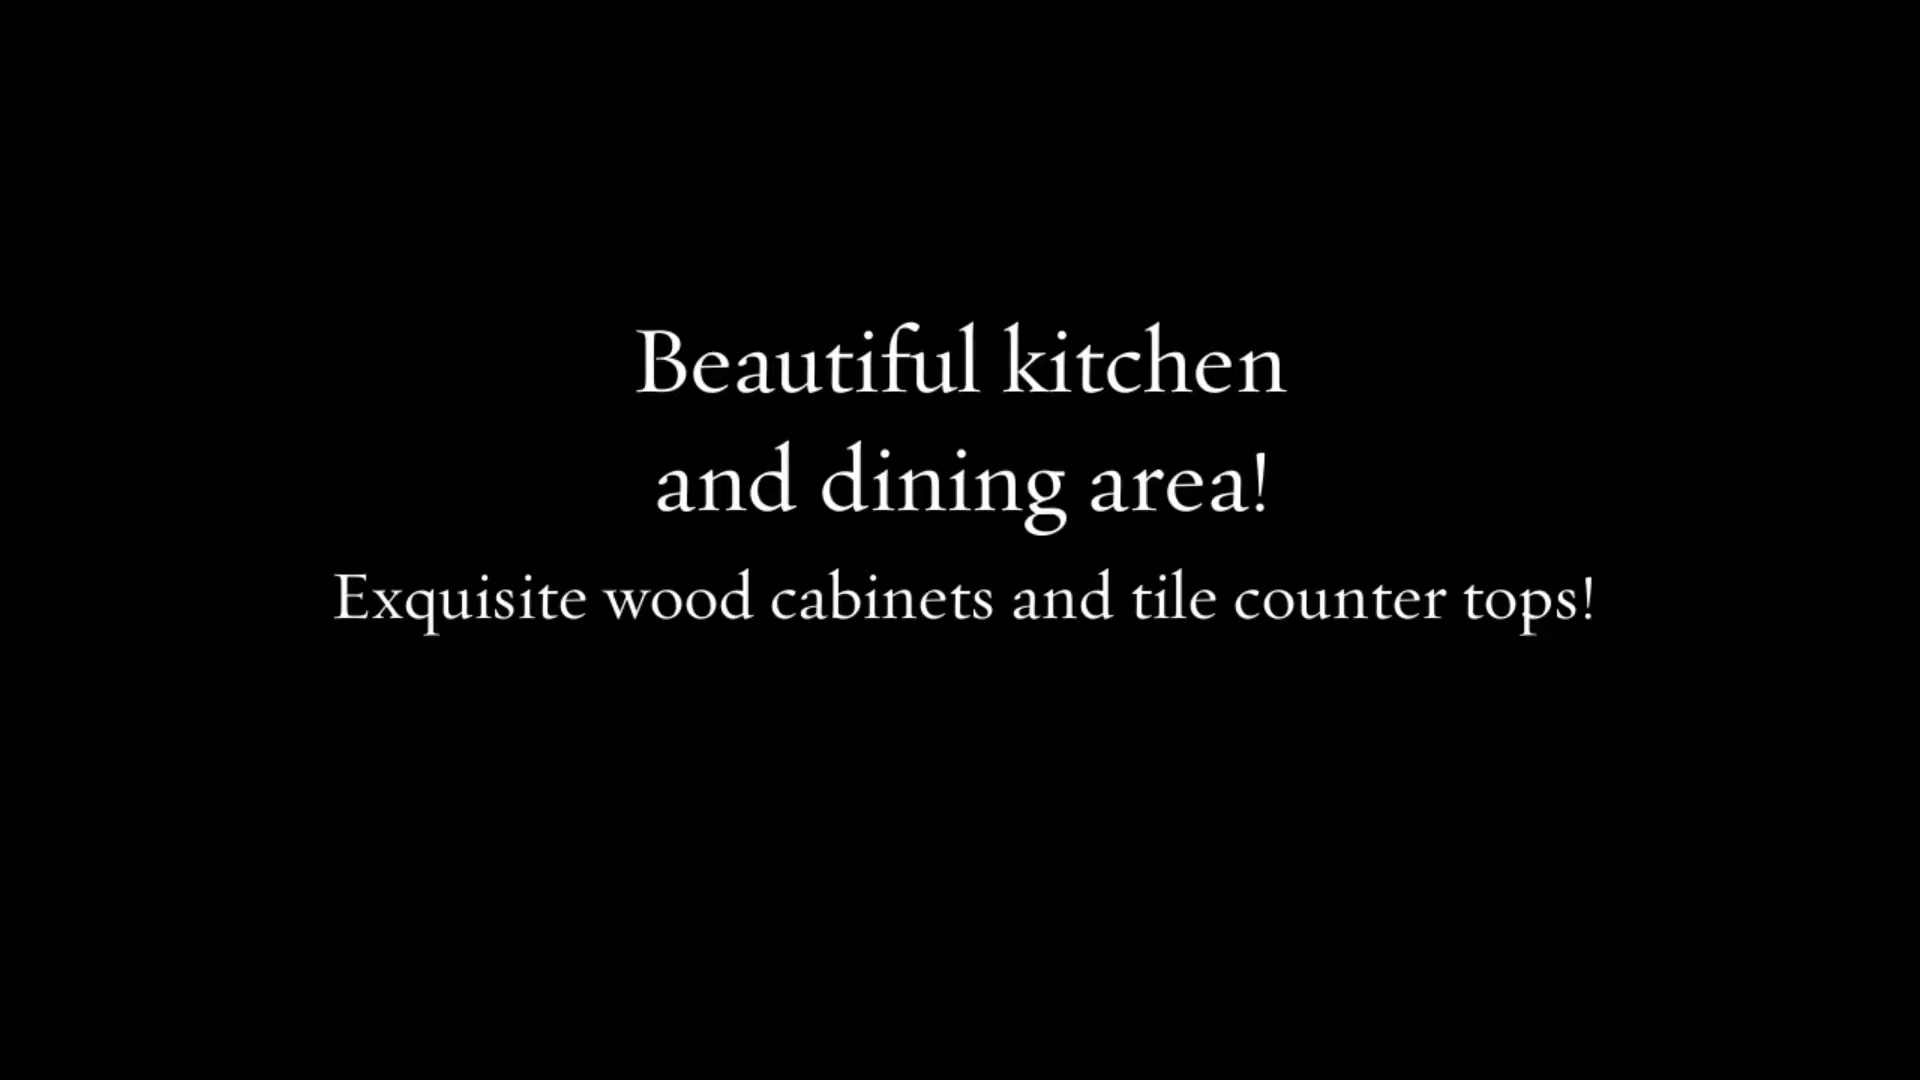 Beautiful kitchen
and dining area!
Exquisite wood cabinets and tile counter tops!